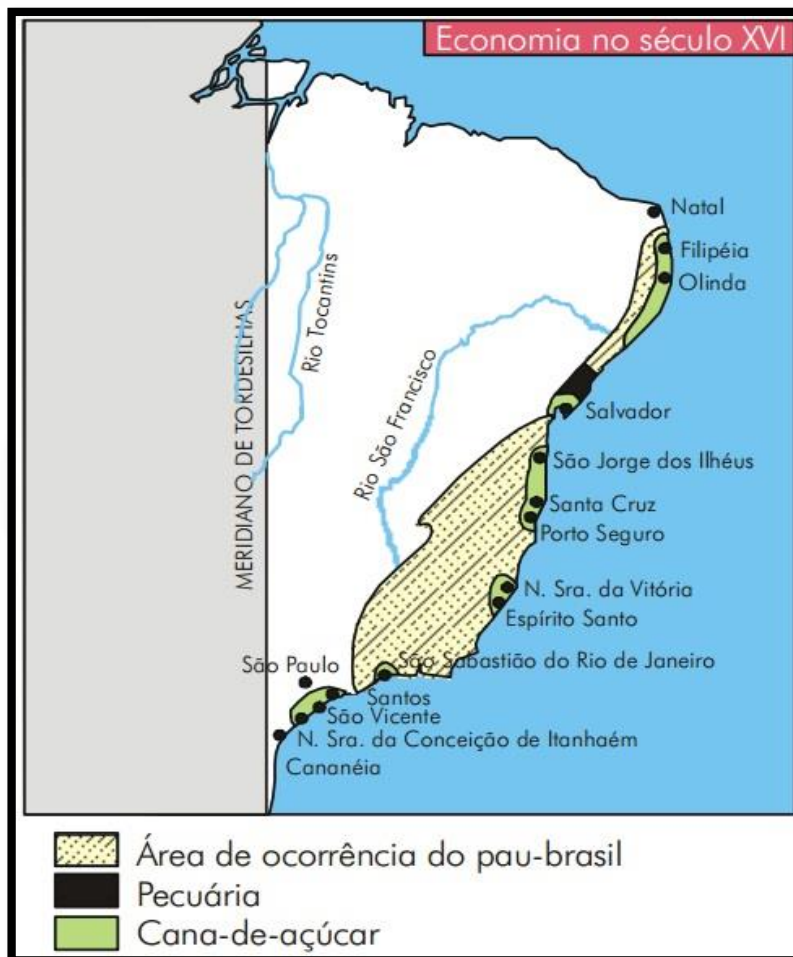 Economia no século XVI
Natal
Filipéia
Olinda
MERIDIANO DE TORDESILHAS
Rio Tocantins
Rio São Francisco
Salvador
São Jorge dos Ilhéus
Santa Cruz
Porto Seguro
N. Sra. da Vitória
Espírito Santo
São Paulo
São Sabastião do Rio de Janeiro
Santos
São Vicente
N. Sra. da Conceição de Itanhaém
Cananéia
Área de ocorrência do pau-brasil
Pecuária
Cana-de-açúcar